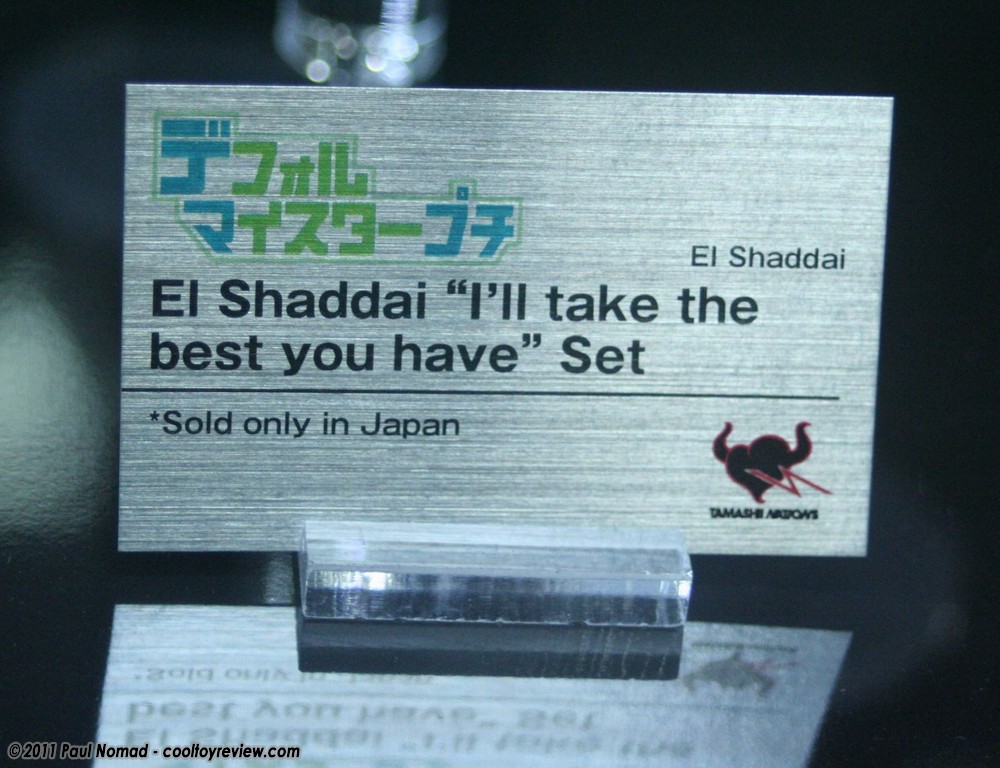 デフォル
マイスタープチ
El Shaddai
El Shaddai “I’ll take the
best you have” Set
*Sold only in Japan
TAMASHII NATIONS
©2011 Paul Nomad - cooltoyreview.com